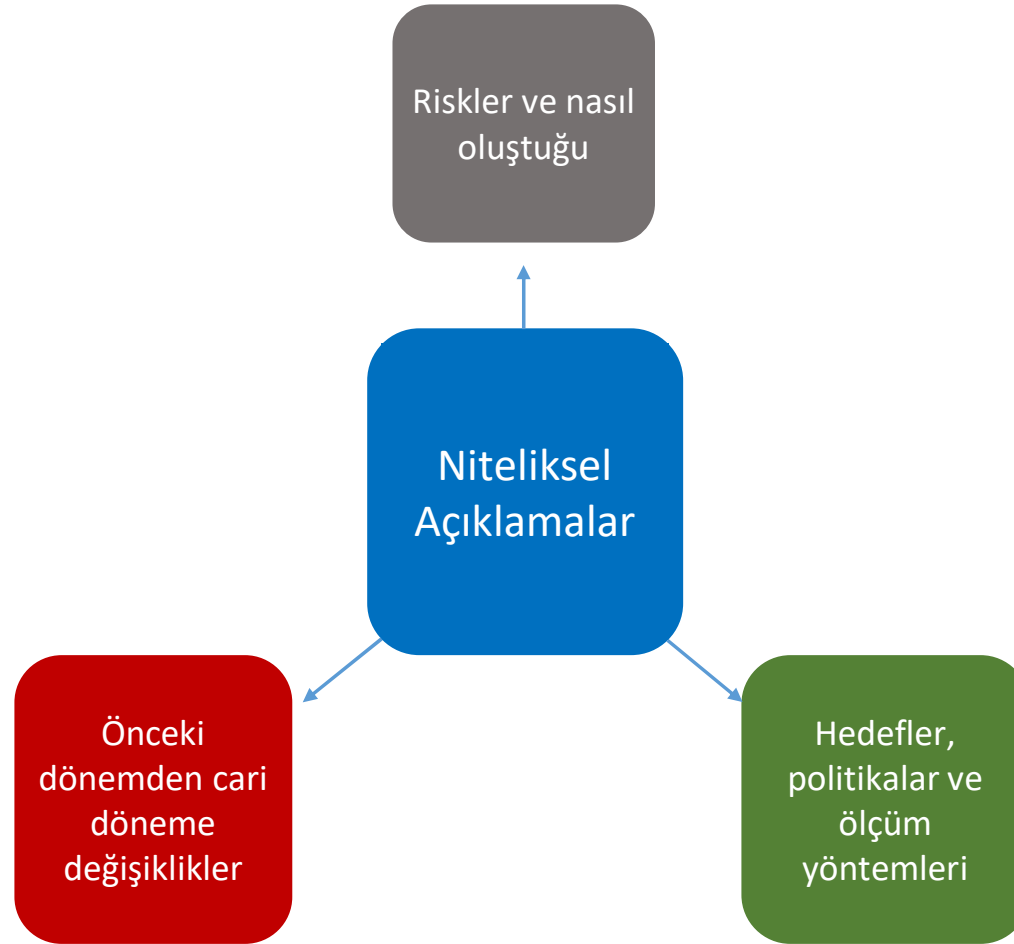 Riskler ve nasıl
oluştuğu
Niteliksel
Açıklamalar
Önceki
dönemden cari
döneme
değişiklikler
Hedefler,
politikalar ve
ölçüm
yöntemleri